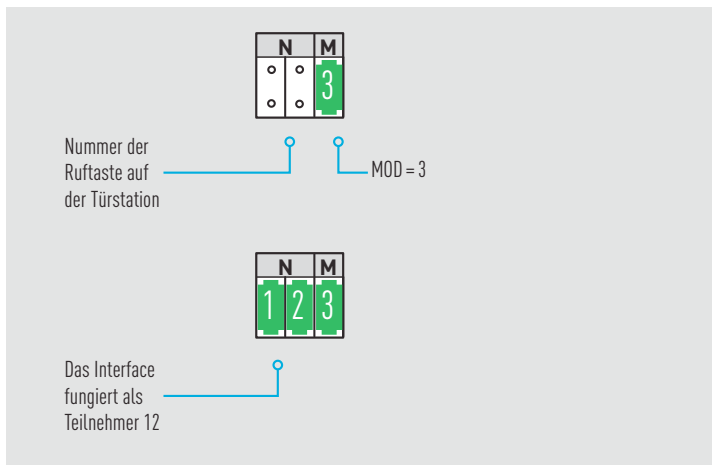 N M
3
Nummer der
Ruftaste auf
der Türstation
MOD = 3
N M
1 2 3
Das Interface
fungiert als
Teilnehmer 12